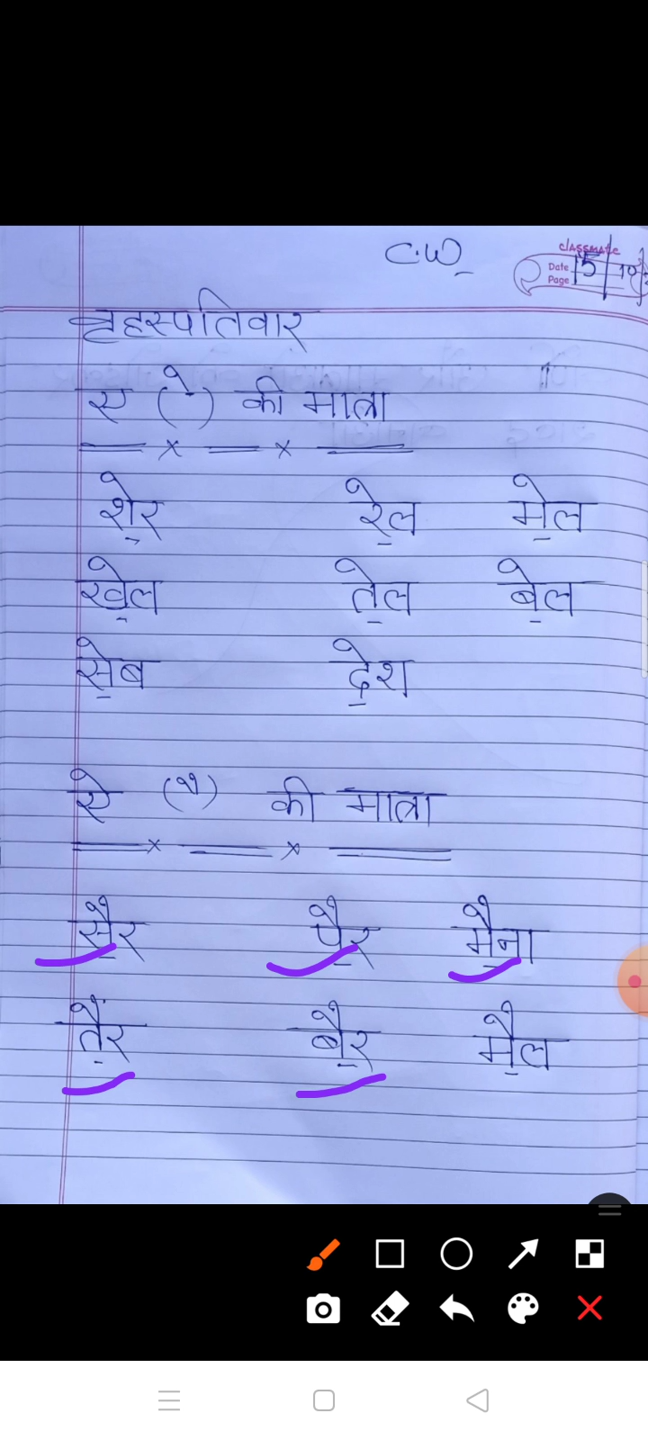 C.W.
classmate
Date 15/10/
Page
बृहस्पतिवार
ए (े) की मात्रा
शेर रेल मेल
खेल तेल बेल
सेब देश
ऐ (ै) की मात्रा
सैर पैर मैना
तैर बैर मैल